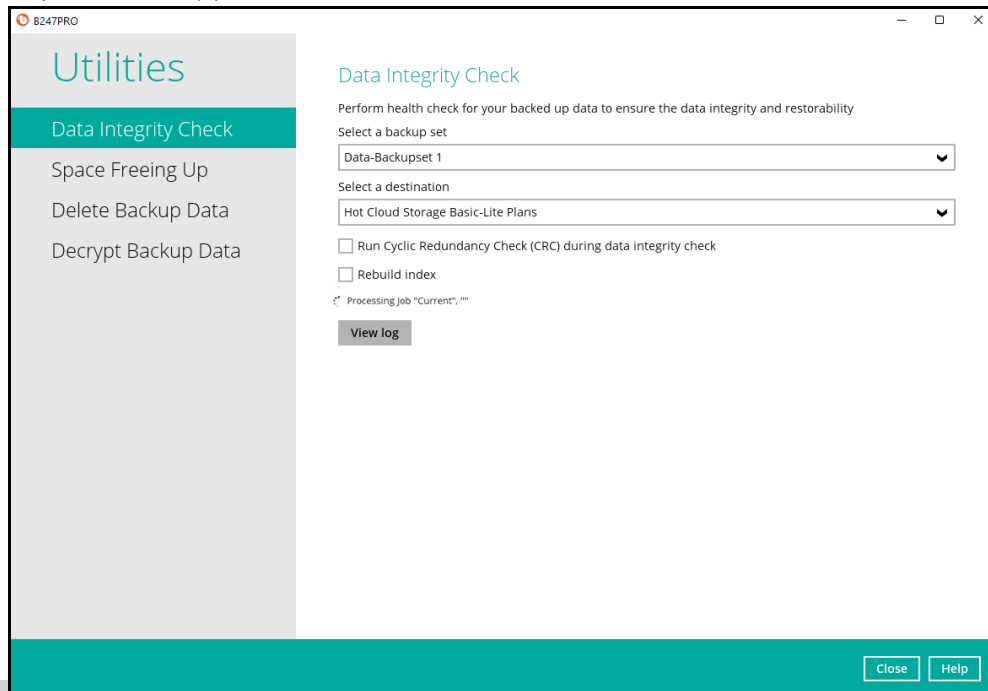 B247PRO
Utilities
Data Integrity Check
Space Freeing Up
Delete Backup Data
Decrypt Backup Data
Data Integrity Check
Perform health check for your backed up data to ensure the data integrity and restorability
Select a backup set
Data-Backupset 1
Select a destination
Hot Cloud Storage Basic-Lite Plans
Run Cyclic Redundancy Check (CRC) during data integrity check
Rebuild index
Processing Job "Current", ""
View log
Close
Help